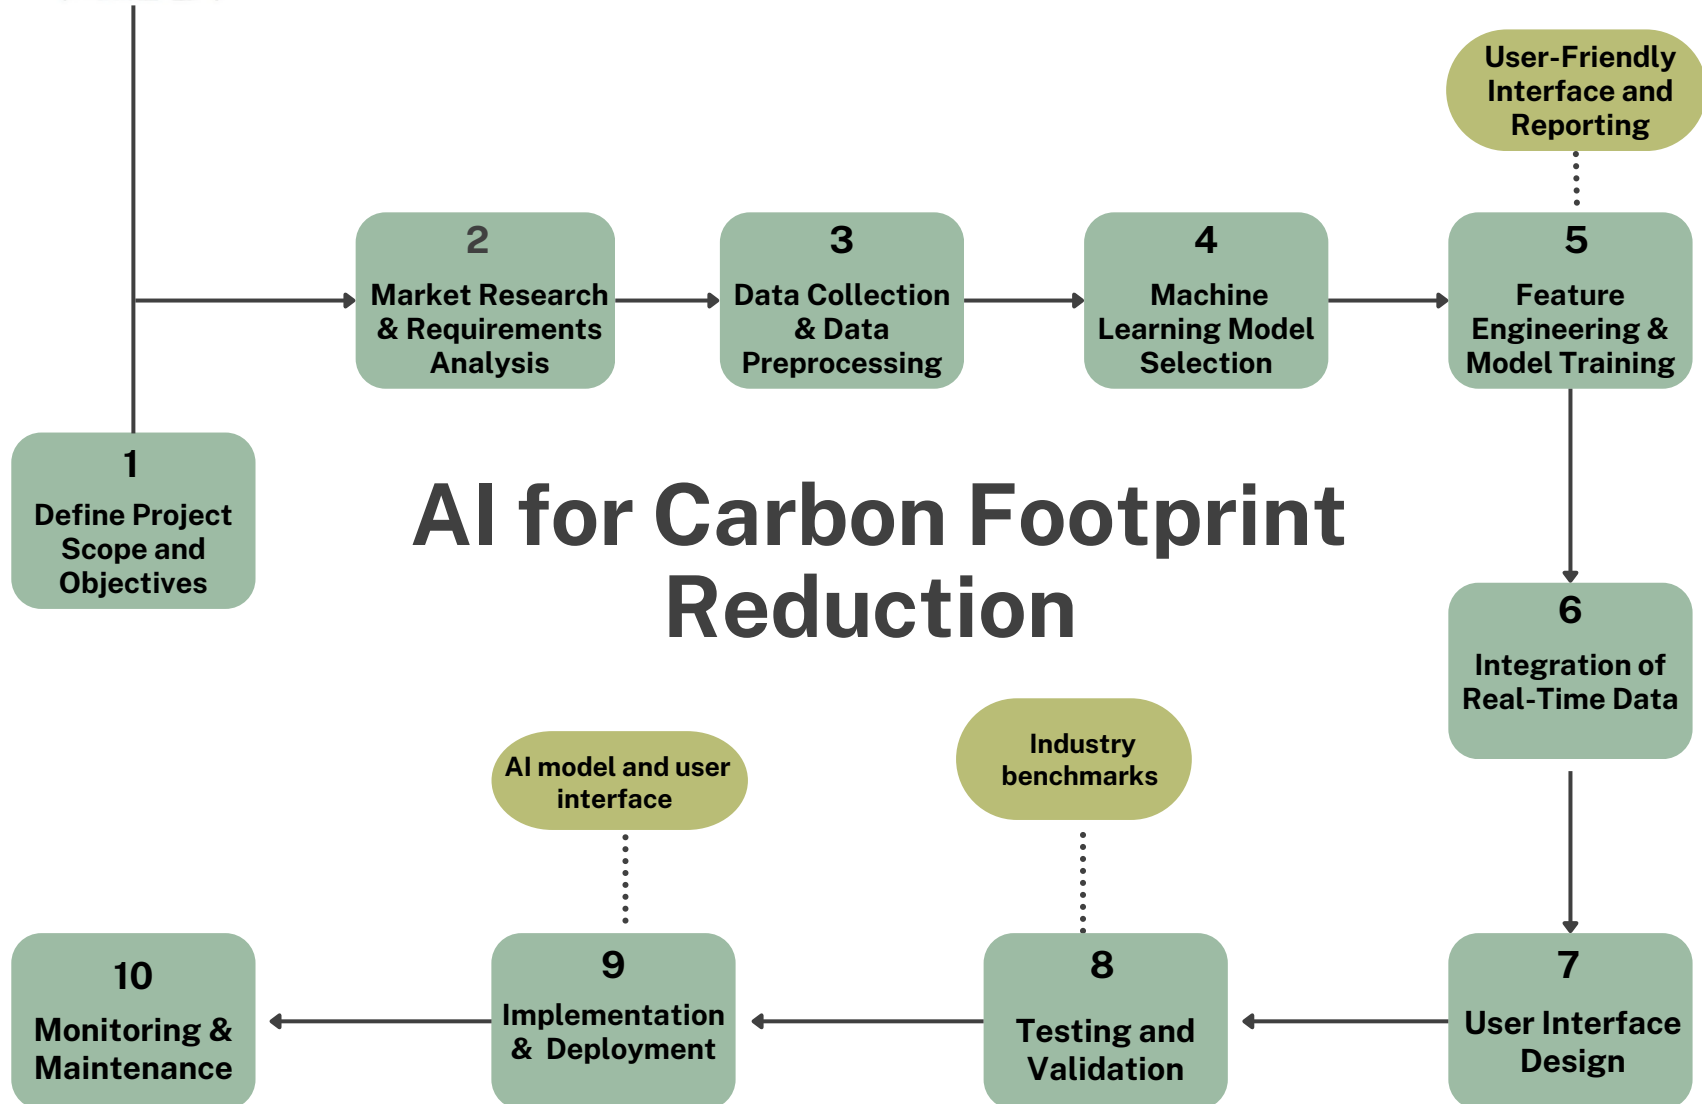 User-Friendly
Interface and
Reporting
2
Market Research
& Requirements
Analysis
3
Data Collection
& Data
Preprocessing
4
Machine
Learning Model
Selection
5
Feature
Engineering &
Model Training
1
Define Project
Scope and
Objectives
AI for Carbon Footprint
Reduction
6
Integration of
Real-Time Data
AI model and user
interface
Industry
benchmarks
10
Monitoring &
Maintenance
9
Implementation
& Deployment
8
Testing and
Validation
7
User Interface
Design